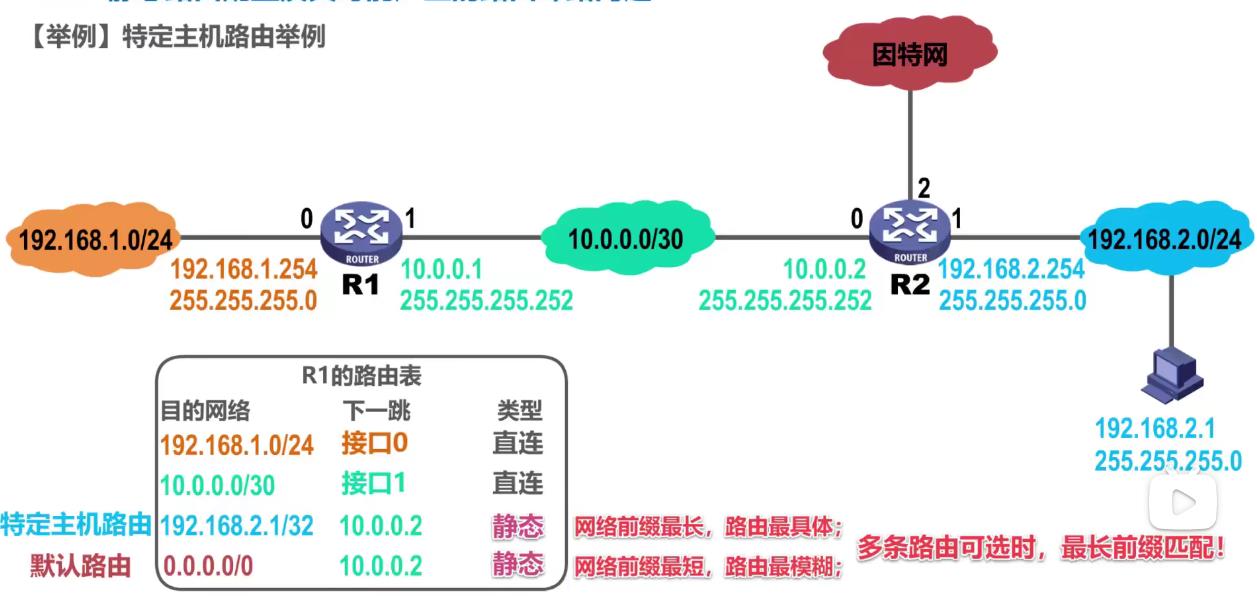 【举例】特定主机路由举例
因特网
2
0
1
0
1
192.168.1.0/24
10.0.0.0/30
192.168.2.0/24
ROUTER
ROUTER
192.168.1.254
255.255.255.0
R1
10.0.0.1
255.255.255.252
10.0.0.2
255.255.255.252
R2
192.168.2.254
255.255.255.0
192.168.2.1
255.255.255.0
R1的路由表
目的网络 下一跳 类型
192.168.1.0/24 接口0 直连
10.0.0.0/30 接口1 直连
特定主机路由 192.168.2.1/32 10.0.0.2 静态 网络前缀最长，路由最具体；
默认路由 0.0.0.0/0 10.0.0.2 静态 网络前缀最短，路由最模糊；
多条路由可选时，最长前缀匹配！